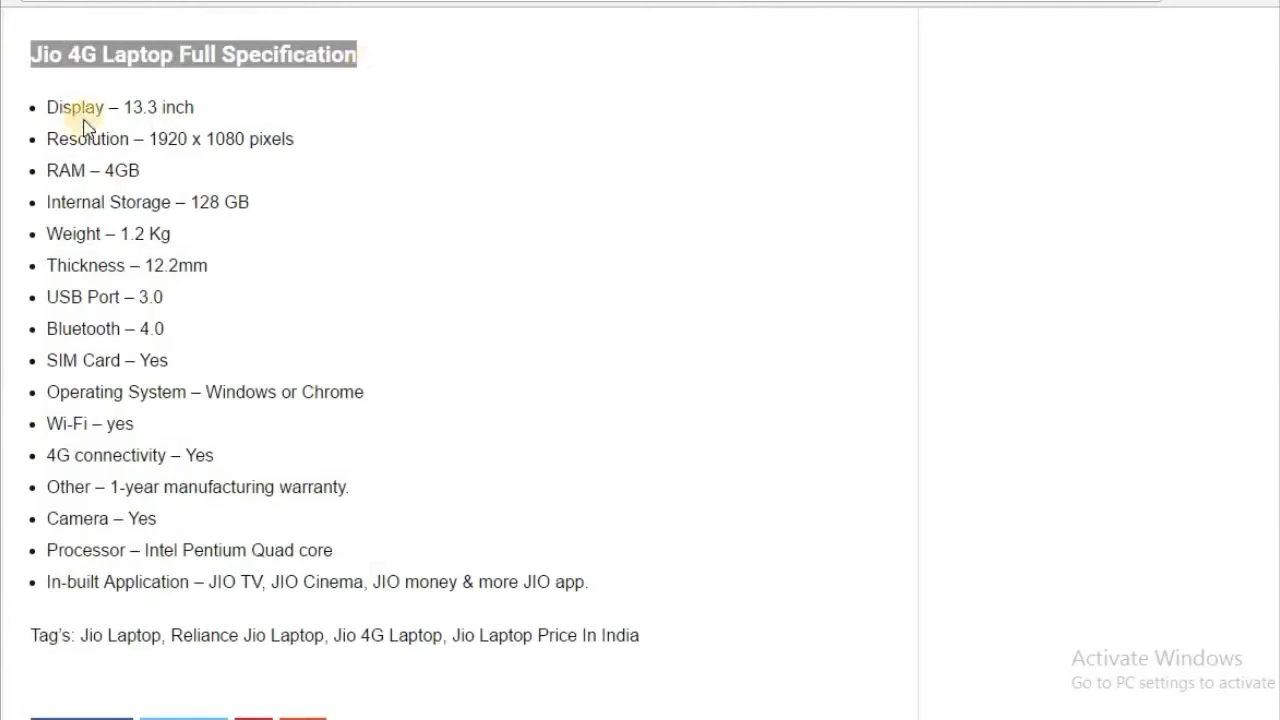 Jio 4G Laptop Full Specification
Display – 13.3 inch
Resolution – 1920 x 1080 pixels
RAM – 4GB
Internal Storage – 128 GB
Weight – 1.2 Kg
Thickness – 12.2mm
USB Port – 3.0
Bluetooth – 4.0
SIM Card – Yes
Operating System – Windows or Chrome
Wi-Fi – yes
4G connectivity – Yes
Other – 1-year manufacturing warranty.
Camera – Yes
Processor – Intel Pentium Quad core
In-built Application – JIO TV, JIO Cinema, JIO money & more JIO app.
Tag's: Jio Laptop, Reliance Jio Laptop, Jio 4G Laptop, Jio Laptop Price In India
Activate Windows
Go to PC settings to activate